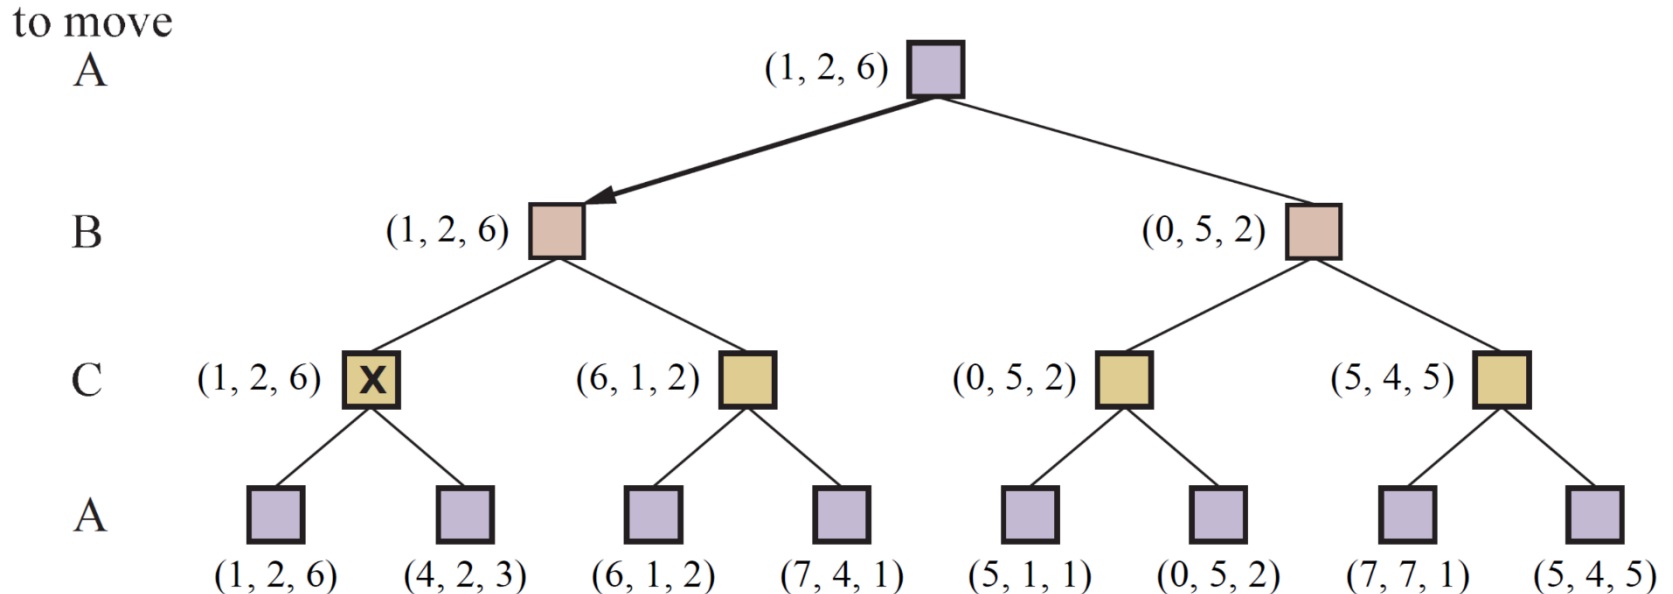 to move
A (1, 2, 6)
B (1, 2, 6) (0, 5, 2)
C (1, 2, 6) X (6, 1, 2) (0, 5, 2) (5, 4, 5)
A
(1, 2, 6) (4, 2, 3) (6, 1, 2) (7, 4, 1) (5, 1, 1) (0, 5, 2) (7, 7, 1) (5, 4, 5)